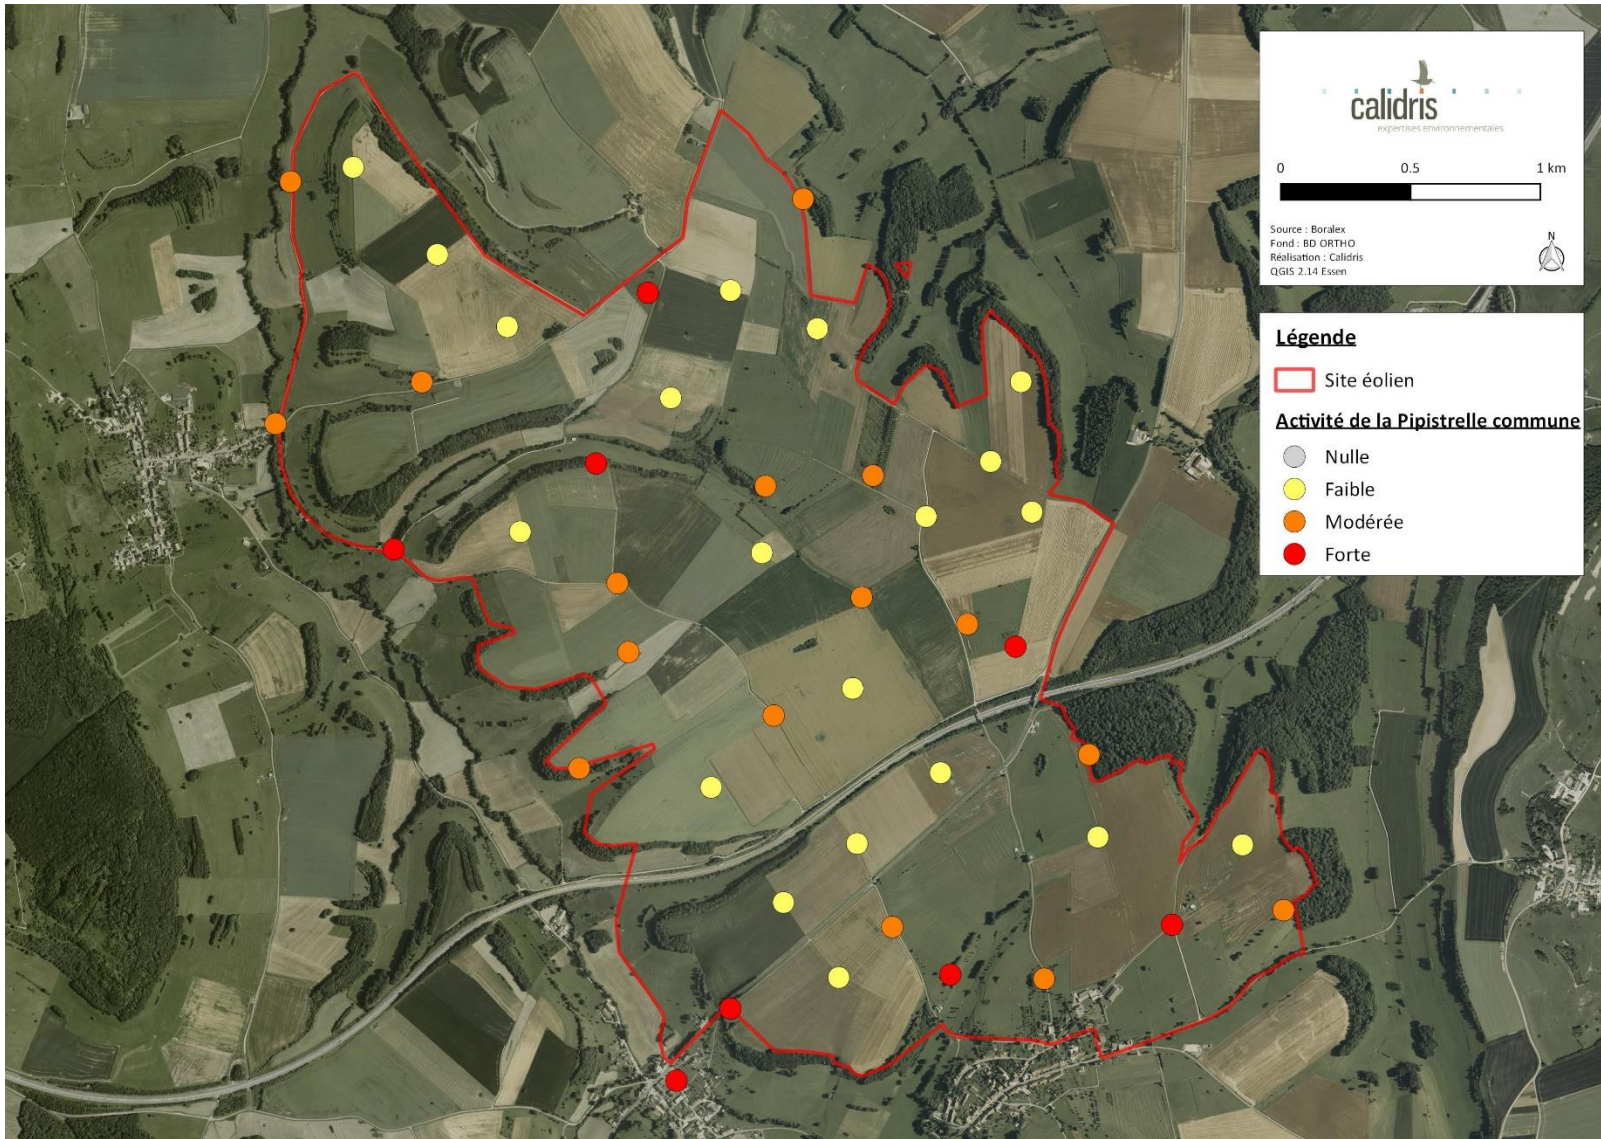 calidris
expertises environnementales
0 0.5 1 km
Source : Boralex
Fond : BD ORTHO
Réalisation : Calidris
QGIS 2.14 Essen
N
Légende
Site éolien
Activité de la Pipistrelle commune
Nulle
Faible
Modérée
Forte